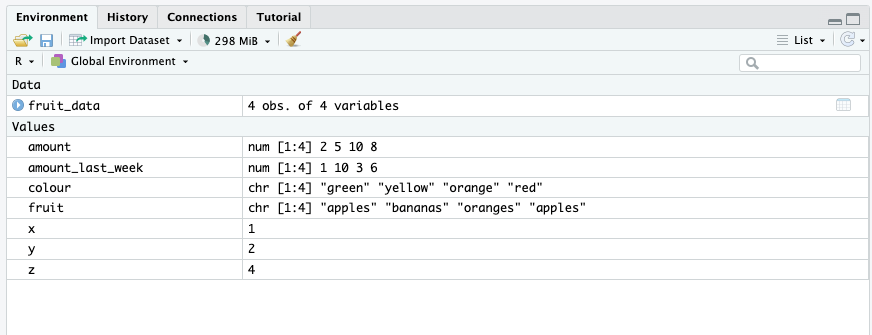 Environment History Connections Tutorial
Import Dataset 298 MiB List
R Global Environment
Data
fruit_data 4 obs. of 4 variables
Values
amount num [1:4] 2 5 10 8
amount_last_week num [1:4] 1 10 3 6
colour chr [1:4] "green" "yellow" "orange" "red"
fruit chr [1:4] "apples" "bananas" "oranges" "apples"
x 1
y 2
z 4